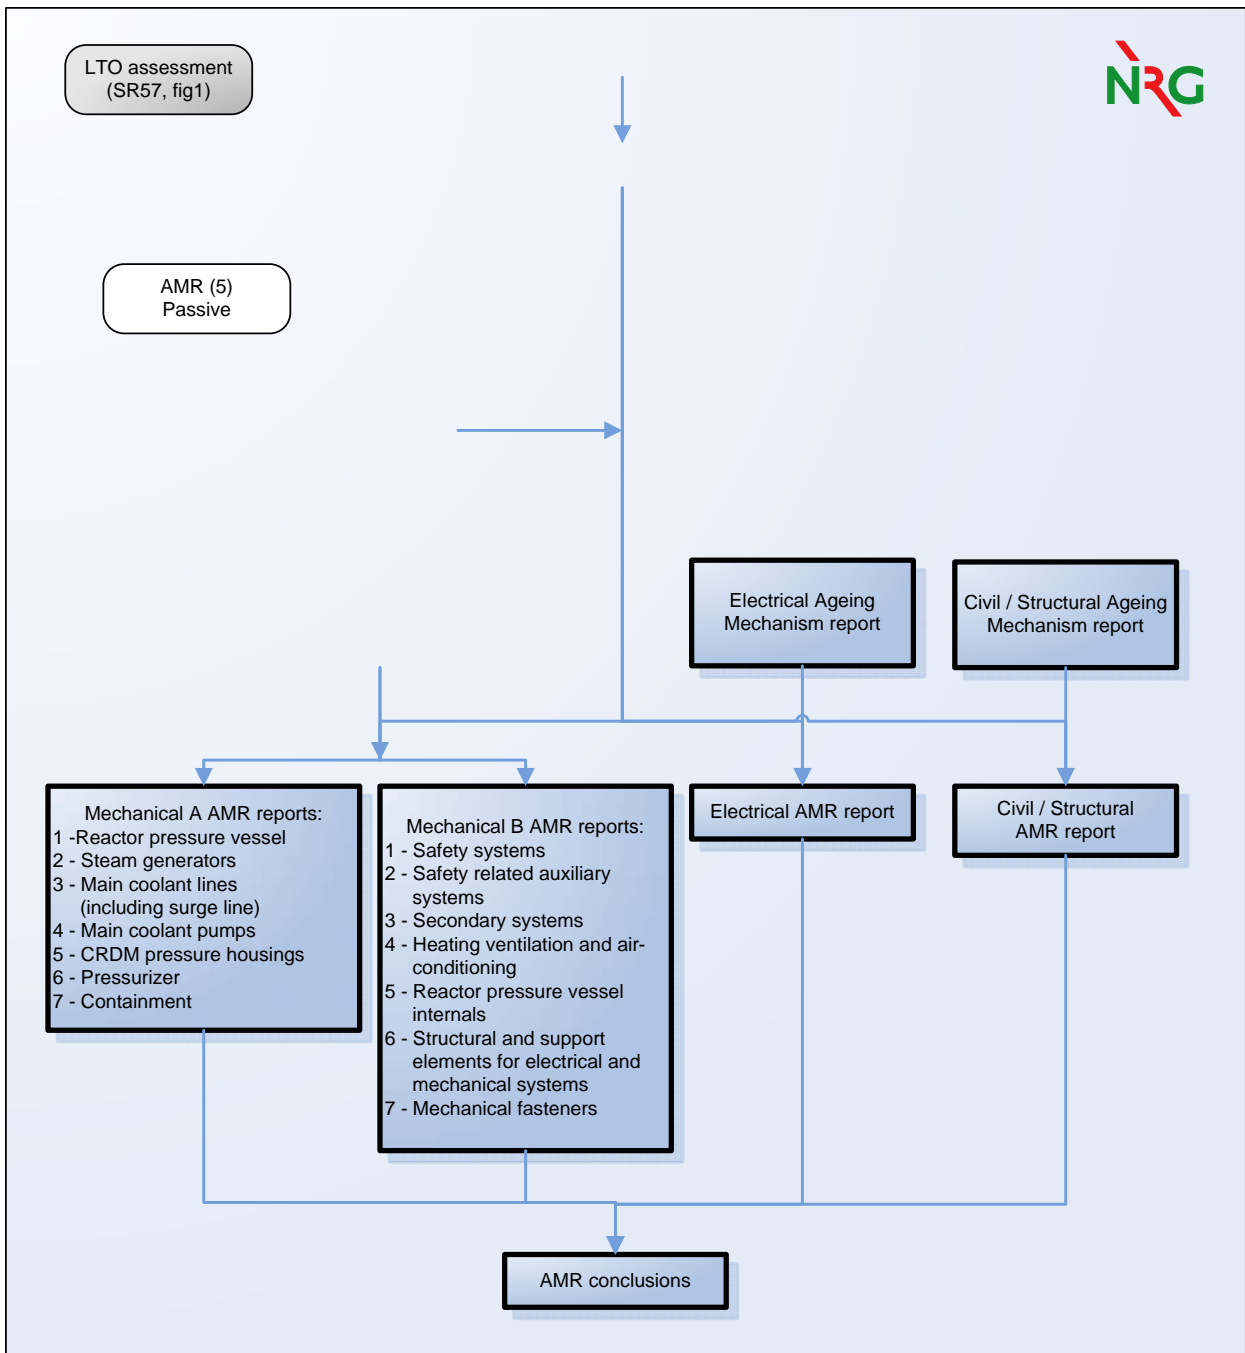 LTO assessment
(SR57, fig1)
NRG
AMR (5)
Passive
Electrical Ageing
Mechanism report
Civil / Structural Ageing
Mechanism report
Mechanical A AMR reports:
1 -Reactor pressure vessel
2 - Steam generators
3 - Main coolant lines
(including surge line)
4 - Main coolant pumps
5 - CRDM pressure housings
6 - Pressurizer
7 - Containment
Mechanical B AMR reports:
1 - Safety systems
2 - Safety related auxiliary
systems
3 - Secondary systems
4 - Heating ventilation and air-
conditioning
5 - Reactor pressure vessel
internals
6 - Structural and support
elements for electrical and
mechanical systems
7 - Mechanical fasteners
Electrical AMR report
Civil / Structural
AMR report
AMR conclusions